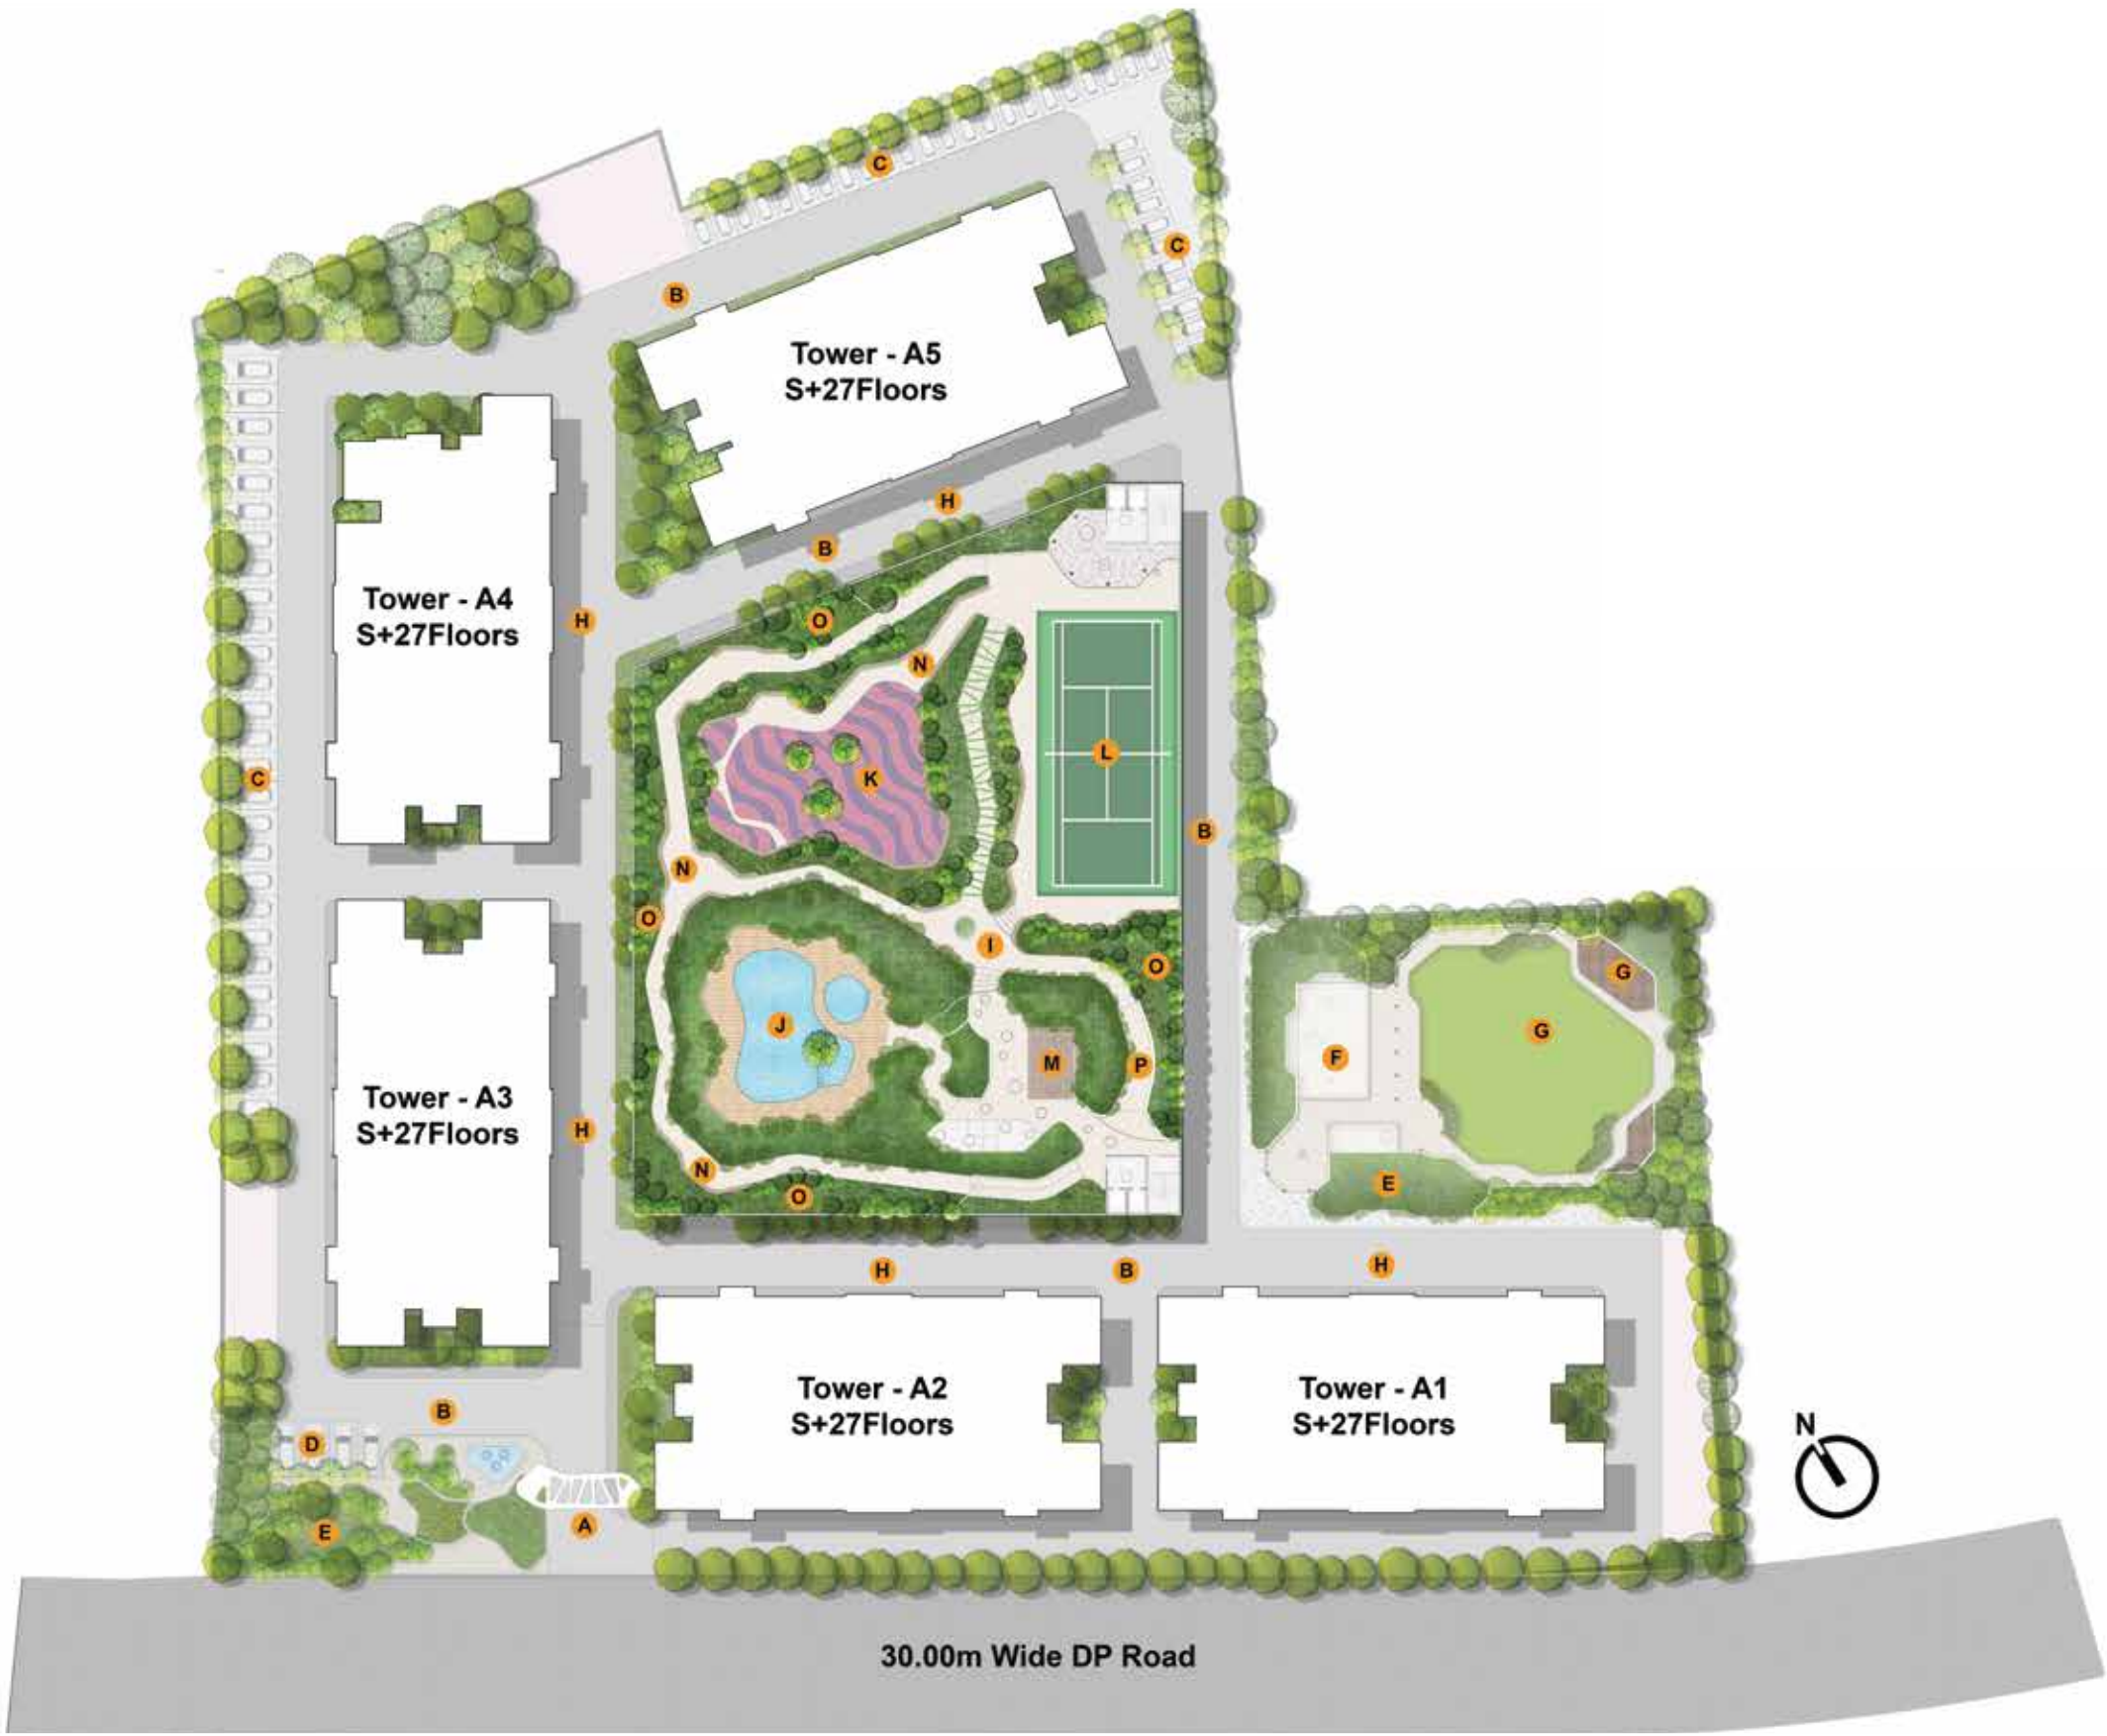 C
C
B
Tower - A5
S+27Floors
H
B
Tower - A4
S+27Floors
H
O
N
L
K
C
B
N
O
I
O
G
J
G
F
M
P
Tower - A3
S+27Floors
H
N
E
O
H
B
H
Tower - A2
S+27Floors
Tower - A1
S+27Floors
B
D
N
A
E
30.00m Wide DP Road